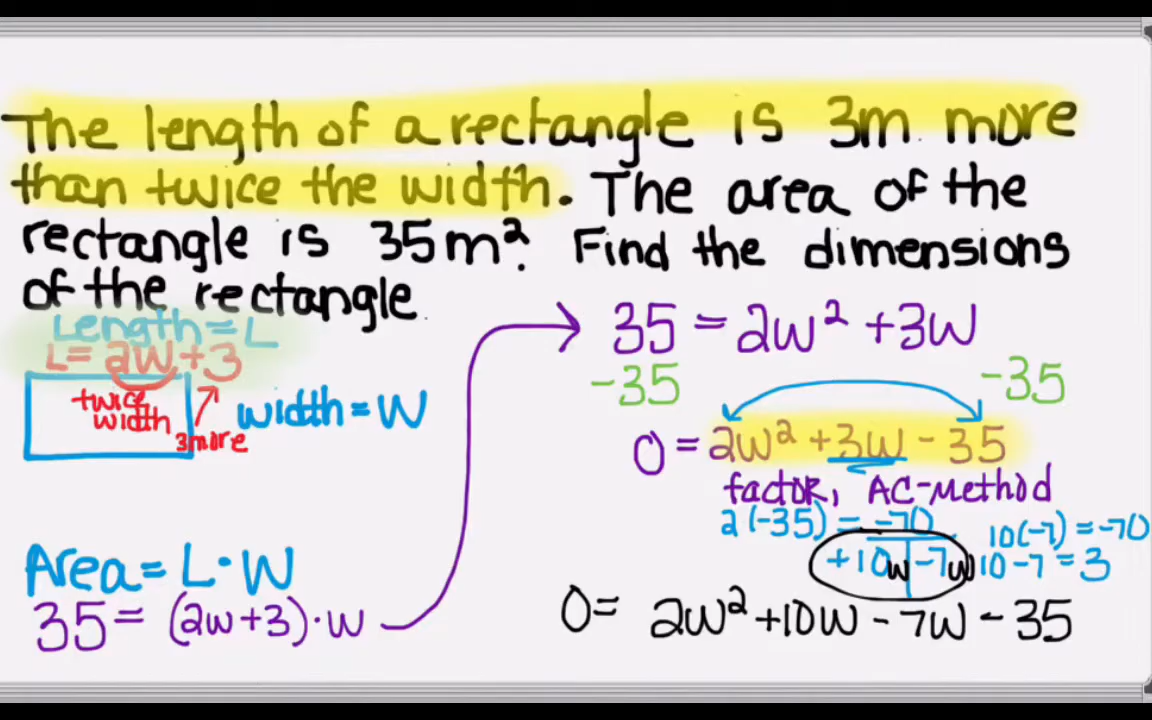 The length of a rectangle is 3m more
than twice the width. The area of the
rectangle is 35m². Find the dimensions
of the rectangle.
Length = L
L = 2w + 3
twice
width
3 more
width = W
Area = L · W
35 = (2w+3) · w
35 = 2w² + 3w
-35 -35
0 = 2w² + 3w - 35
factor, AC-Method
2(-35) = -70
10(-7) = -70
+10w -7w
10 - 7 = 3
0 = 2w² + 10w - 7w - 35